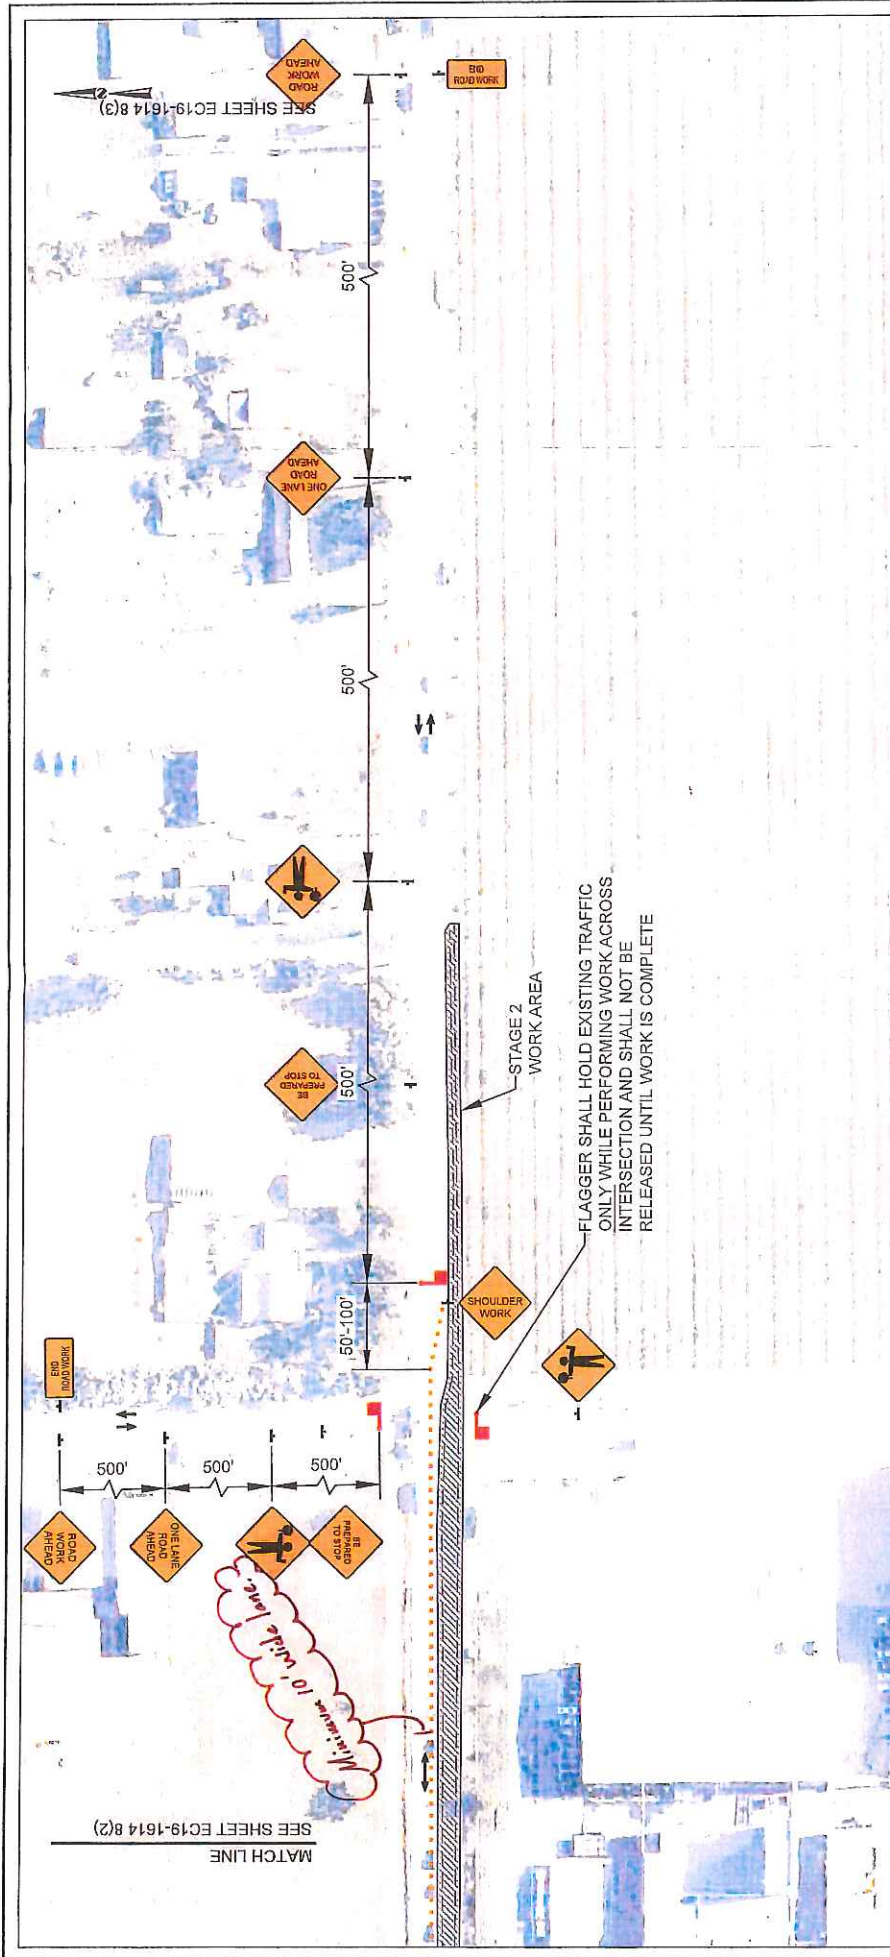 ROAD
WORK
AHEAD
SEE SHEET EC19-1614 8(3)
END
ROAD WORK
500'
ONE LANE
ROAD
AHEAD
500'
BE
PREPARED
TO STOP
500'
STAGE 2
WORK AREA
FLAGGER SHALL HOLD EXISTING TRAFFIC
ONLY WHILE PERFORMING WORK ACROSS
INTERSECTION AND SHALL NOT BE
RELEASED UNTIL WORK IS COMPLETE
50'-100'
SHOULDER
WORK
END
ROAD WORK
500'
500'
500'
ROAD
WORK
AHEAD
ONE LANE
ROAD
AHEAD
BE
PREPARED
TO STOP
Minimum 10' wide lane.
MATCH LINE
SEE SHEET EC19-1614 8(2)